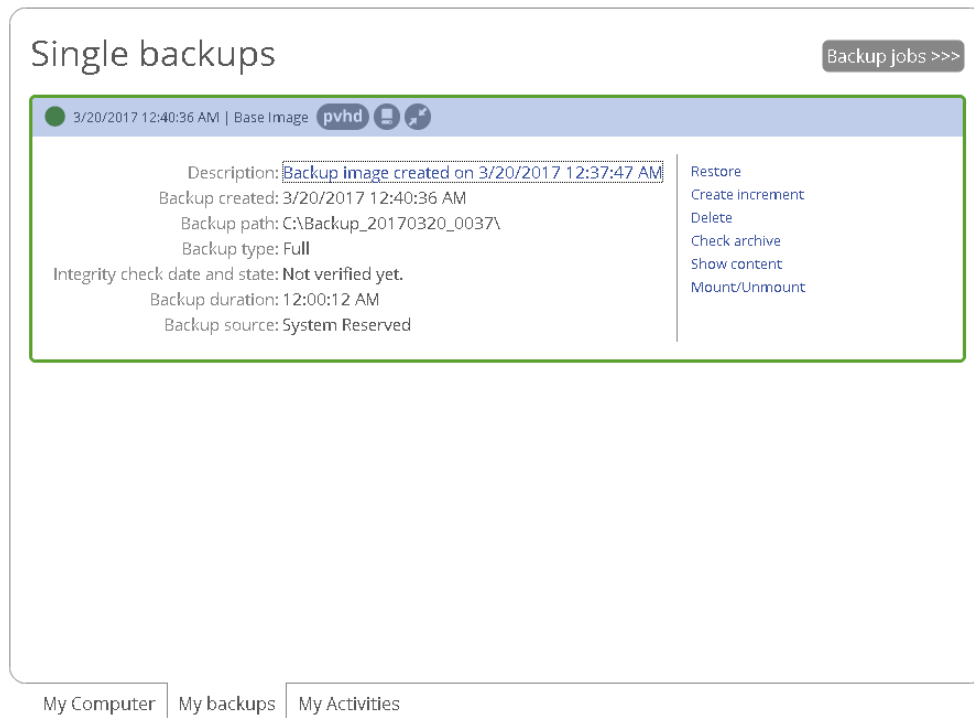 Single backups
Backup jobs >>>
3/20/2017 12:40:36 AM | Base Image pvhd
Description: Backup image created on 3/20/2017 12:37:47 AM
Backup created: 3/20/2017 12:40:36 AM
Backup path: C:\Backup_20170320_0037\
Backup type: Full
Integrity check date and state: Not verified yet.
Backup duration: 12:00:12 AM
Backup source: System Reserved
Restore
Create increment
Delete
Check archive
Show content
Mount/Unmount
My Computer
My backups
My Activities